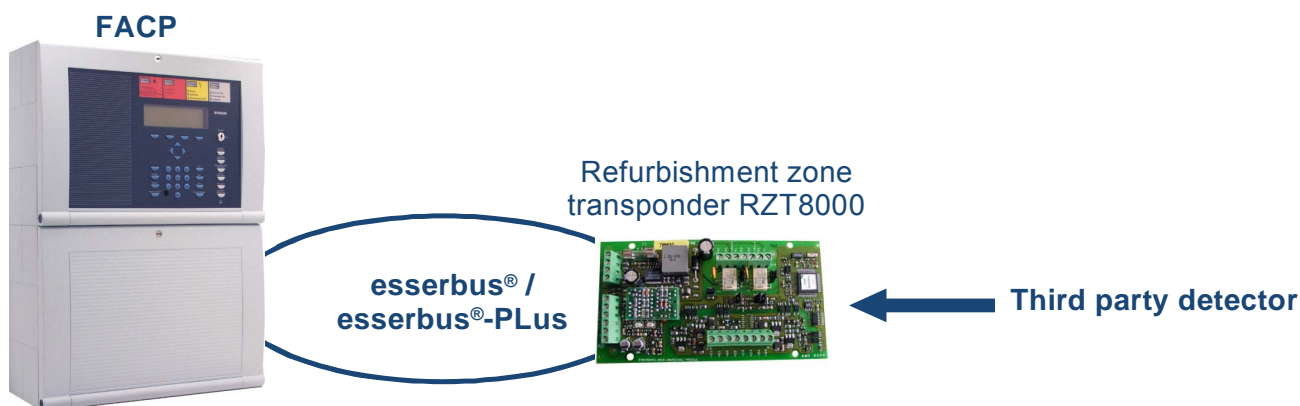 FACP
Refurbishment zone
transponder RZT8000
esserbus® /
esserbus®-PLus
Third party detector